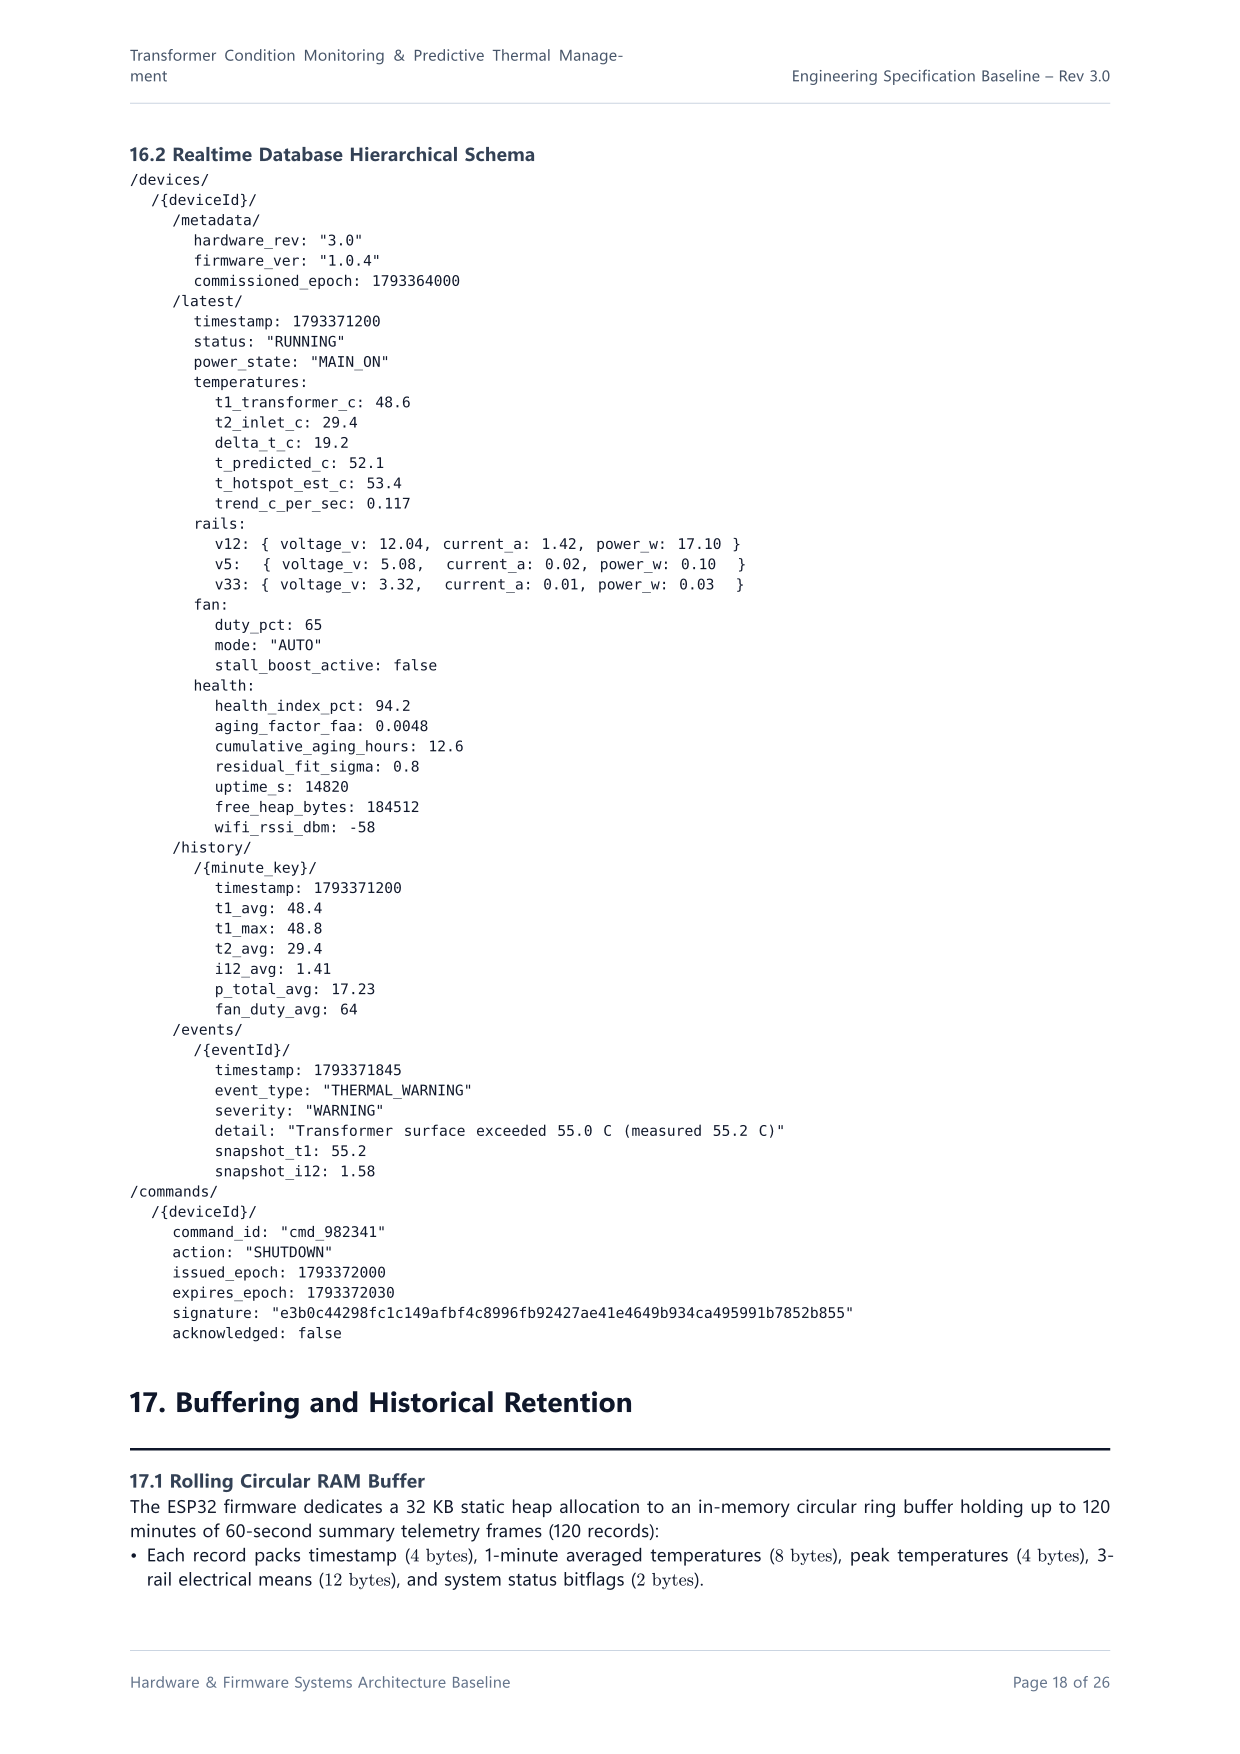 Transformer Condition Monitoring & Predictive Thermal Manage-
ment
Engineering Specification Baseline – Rev 3.0
16.2 Realtime Database Hierarchical Schema
/devices/
/{deviceId}/
/metadata/
hardware_rev: "3.0"
firmware_ver: "1.0.4"
commissioned_epoch: 1793364000
/latest/
timestamp: 1793371200
status: "RUNNING"
power_state: "MAIN_ON"
temperatures:
t1_transformer_c: 48.6
t2_inlet_c: 29.4
delta_t_c: 19.2
t_predicted_c: 52.1
t_hotspot_est_c: 53.4
trend_c_per_sec: 0.117
rails:
v12: { voltage_v: 12.04, current_a: 1.42, power_w: 17.10 }
v5: { voltage_v: 5.08, current_a: 0.02, power_w: 0.10 }
v33: { voltage_v: 3.32, current_a: 0.01, power_w: 0.03 }
fan:
duty_pct: 65
mode: "AUTO"
stall_boost_active: false
health:
health_index_pct: 94.2
aging_factor_faa: 0.0048
cumulative_aging_hours: 12.6
residual_fit_sigma: 0.8
uptime_s: 14820
free_heap_bytes: 184512
wifi_rssi_dbm: -58
/history/
/{minute_key}/
timestamp: 1793371200
t1_avg: 48.4
t1_max: 48.8
t2_avg: 29.4
i12_avg: 1.41
p_total_avg: 17.23
fan_duty_avg: 64
/events/
/{eventId}/
timestamp: 1793371845
event_type: "THERMAL_WARNING"
severity: "WARNING"
detail: "Transformer surface exceeded 55.0 C (measured 55.2 C)"
snapshot_t1: 55.2
snapshot_i12: 1.58
/commands/
/{deviceId}/
command_id: "cmd_982341"
action: "SHUTDOWN"
issued_epoch: 1793372000
expires_epoch: 1793372030
signature: "e3b0c44298fc1c149afbf4c8996fb92427ae41e4649b934ca495991b7852b855"
acknowledged: false
17. Buffering and Historical Retention
17.1 Rolling Circular RAM Buffer
The ESP32 firmware dedicates a 32 KB static heap allocation to an in-memory circular ring buffer holding up to 120
minutes of 60-second summary telemetry frames (120 records):
• Each record packs timestamp (4 bytes), 1-minute averaged temperatures (8 bytes), peak temperatures (4 bytes), 3-
rail electrical means (12 bytes), and system status bitflags (2 bytes).
Hardware & Firmware Systems Architecture Baseline
Page 18 of 26